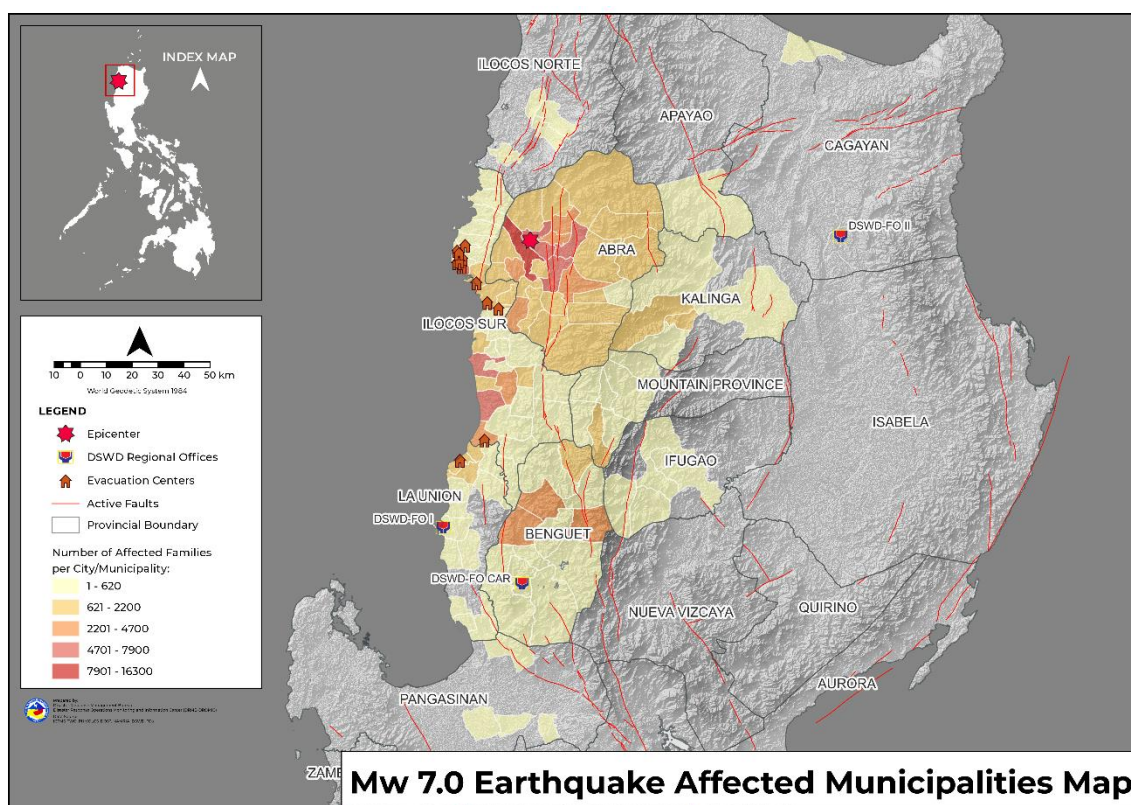 INDEX MAP
10 0 10 20 30 40 50 km
World Geodetic System 1984
LEGEND
Epicenter
DSWD Regional Offices
Evacuation Centers
Active Faults
Provincial Boundary
Number of Affected Families
per City/Municipality:
1 - 620
621 - 2200
2201 - 4700
4701 - 7900
7901 - 16300
ILOCOS NORTE
APAYAO
CAGAYAN
DSWD-FO II
ABRA
KALINGA
ILOCOS SUR
MOUNTAIN PROVINCE
ISABELA
IFUGAO
LA UNION
DSWD-FO I
BENGUET
DSWD-FO CAR
NUEVA VIZCAYA
QUIRINO
AURORA
PANGASINAN
Mw 7.0 Earthquake Affected Municipalities Map